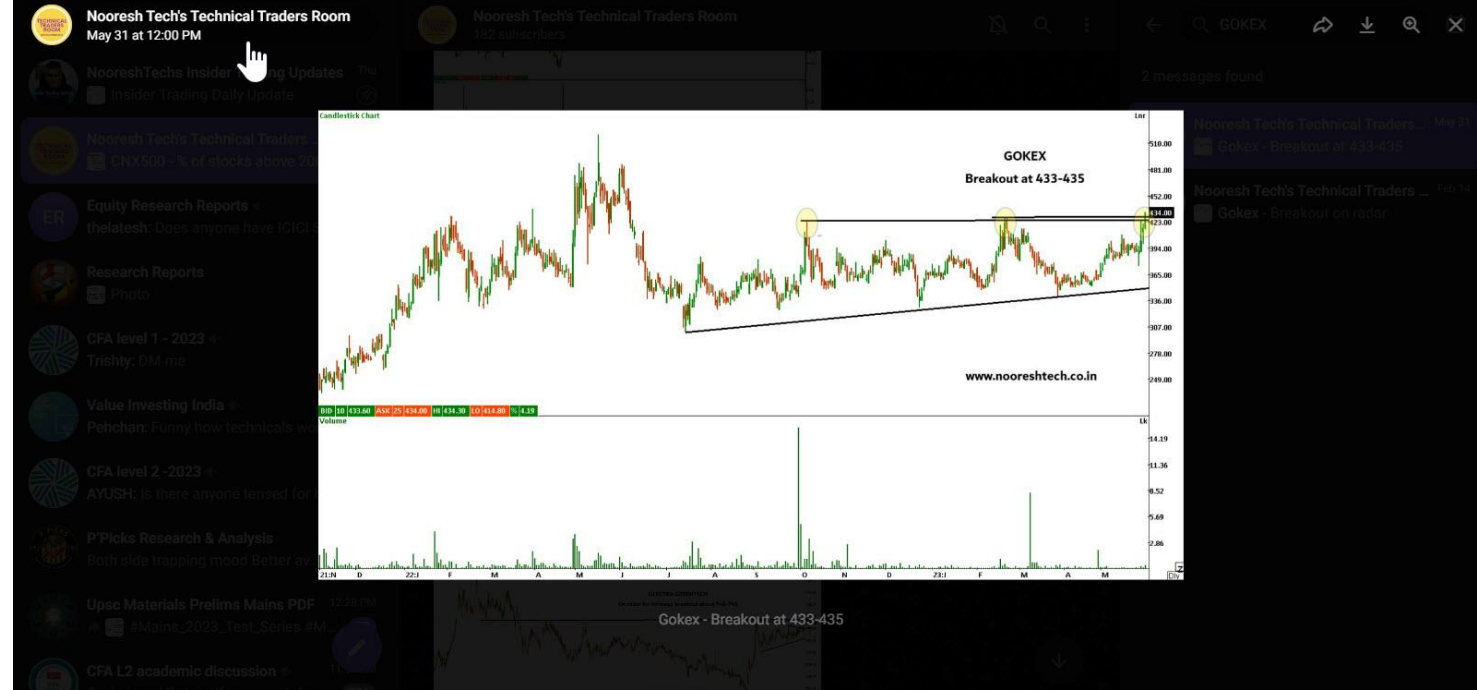 Nooresh Tech's Technical Traders Room
May 31 at 12:00 PM
Nooresh Tech's Technical Traders Room
182 subscribers
GOKEX
2 messages found
Nooresh Tech's Technical Traders... May 31
Gokex - Breakout at 433-435
Nooresh Tech's Technical Traders ... Feb 14
Gokex - Breakout on radar
NooreshTechs Insider
ng Updates Thu
Insider Trading Daily Update
Nooresh Tech's Technical Traders
CNX500 - % of stocks above 20
ER
Equity Research Reports
thelatesh: Does anyone have ICICI
Research Reports
Photo
CFA level 1 - 2023
Trishty: DM me
Value Investing India
Pehchan: Funny how technicals wo
CFA level 2 -2023
AYUSH: Is there anyone tensed for
P'Picks Research & Analysis
Both side trapping mood Better av
Upsc Materials Prelims Mains PDF 12:28 PM
#Mains_2023_Test_Series #M...
CFA L2 academic discussion
Candlestick Chart
Lnr
GOKEX
Breakout at 433-435
510.00
481.00
452.00
434.00
423.00
394.00
365.00
336.00
307.00
278.00
249.00
www.nooreshtech.co.in
BID 10 433.60 ASK 25 434.00 HI 434.30 LO 414.80 % 4.19
Volume
Lk
14.19
11.36
8.52
5.69
2.86
21:N D 22:J F M A M J J A S O N D 23:J F M A M
Z
Dly
Gokex - Breakout at 433-435